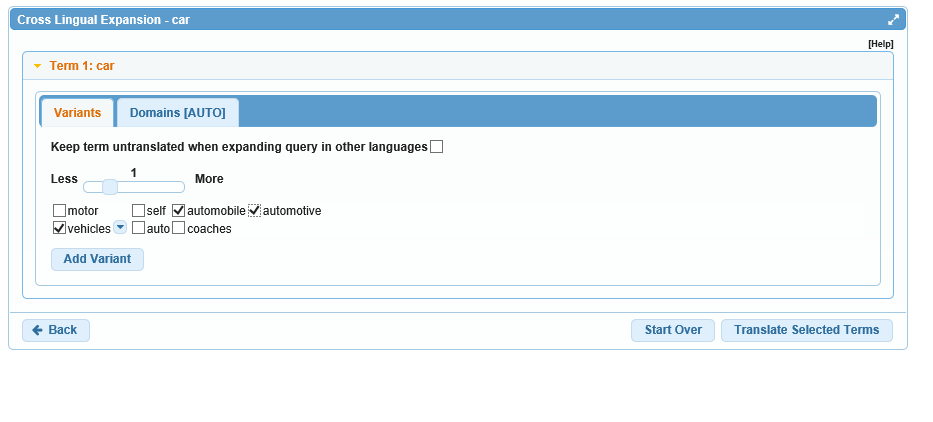 Cross Lingual Expansion - car
[Help]
Term 1: car
Variants Domains [AUTO]
Keep term untranslated when expanding query in other languages
1
Less More
motor self automobile automotive
vehicles auto coaches
Add Variant
Back Start Over Translate Selected Terms